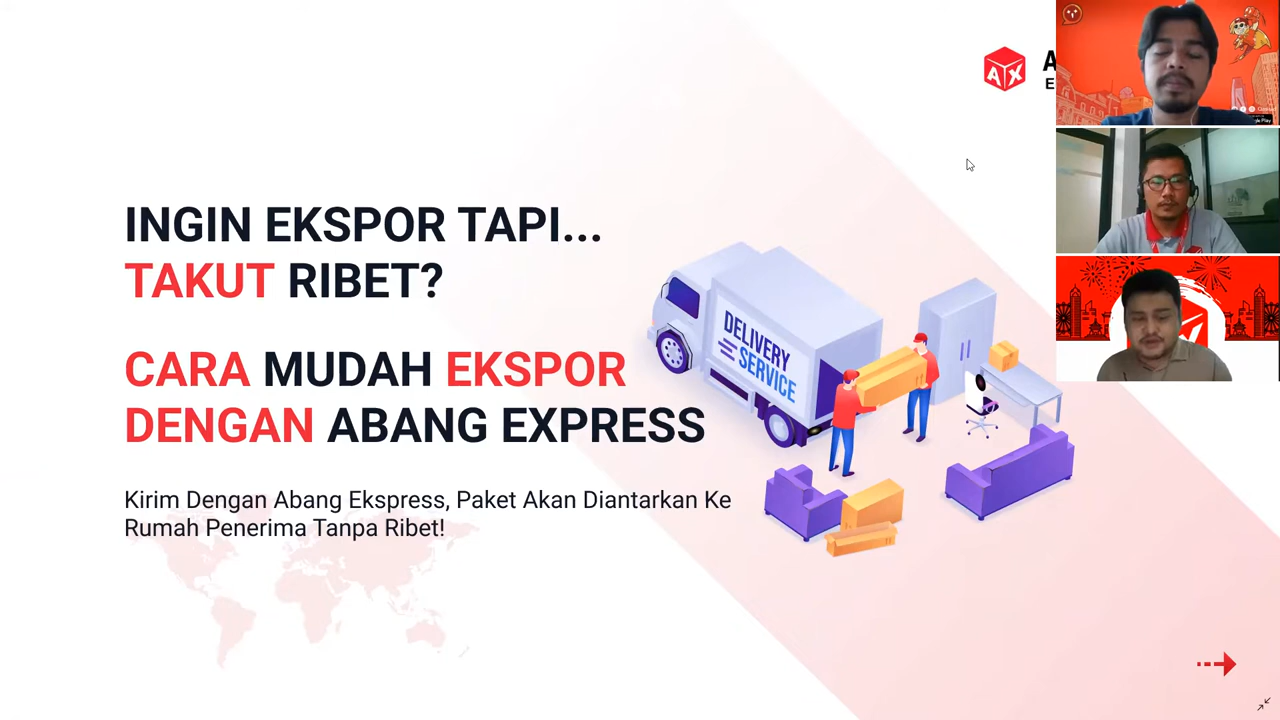 AX
INGIN EKSPOR TAPI...
TAKUT RIBET?
CARA MUDAH EKSPOR
DENGAN ABANG EXPRESS
Kirim Dengan Abang Ekspress, Paket Akan Diantarkan Ke
Rumah Penerima Tanpa Ribet!
DELIVERY
SERVICE